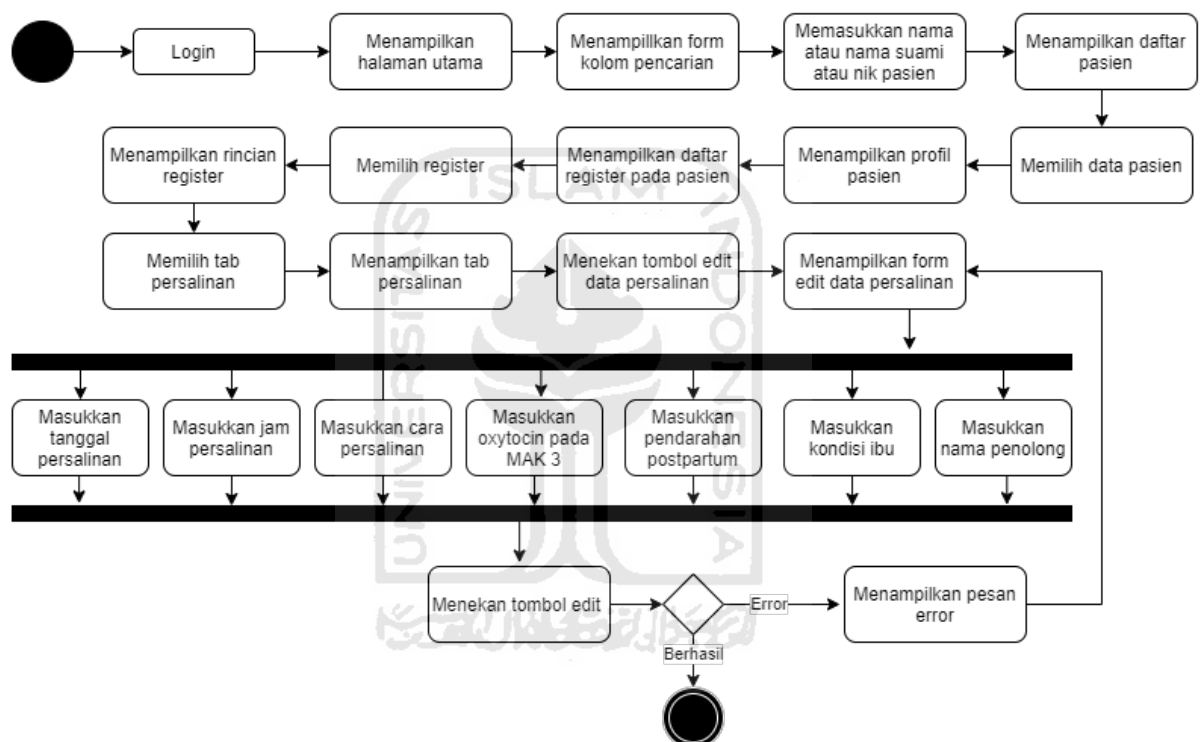 Login
Menampilkan
halaman utama
Menampillkan form
kolom pencarian
Memasukkan nama
atau nama suami
atau nik pasien
Menampilkan daftar
pasien
Menampilkan rincian
register
Memilih register
Menampilkan daftar
register pada pasien
Menampilkan profil
pasien
Memilih data pasien
Memilih tab
persalinan
Menampilkan tab
persalinan
Menekan tombol edit
data persalinan
Menampilkan form
edit data persalinan
Masukkan
tanggal
persalinan
Masukkan jam
persalinan
Masukkan cara
persalinan
Masukkan
oxytocin pada
MAK 3
Masukkan
pendarahan
postpartum
Masukkan
kondisi ibu
Masukkan
nama penolong
Menekan tombol edit
Error
Menampilkan pesan
error
Berhasil
UNIVERSITAS
ISLAM
INDONESIA